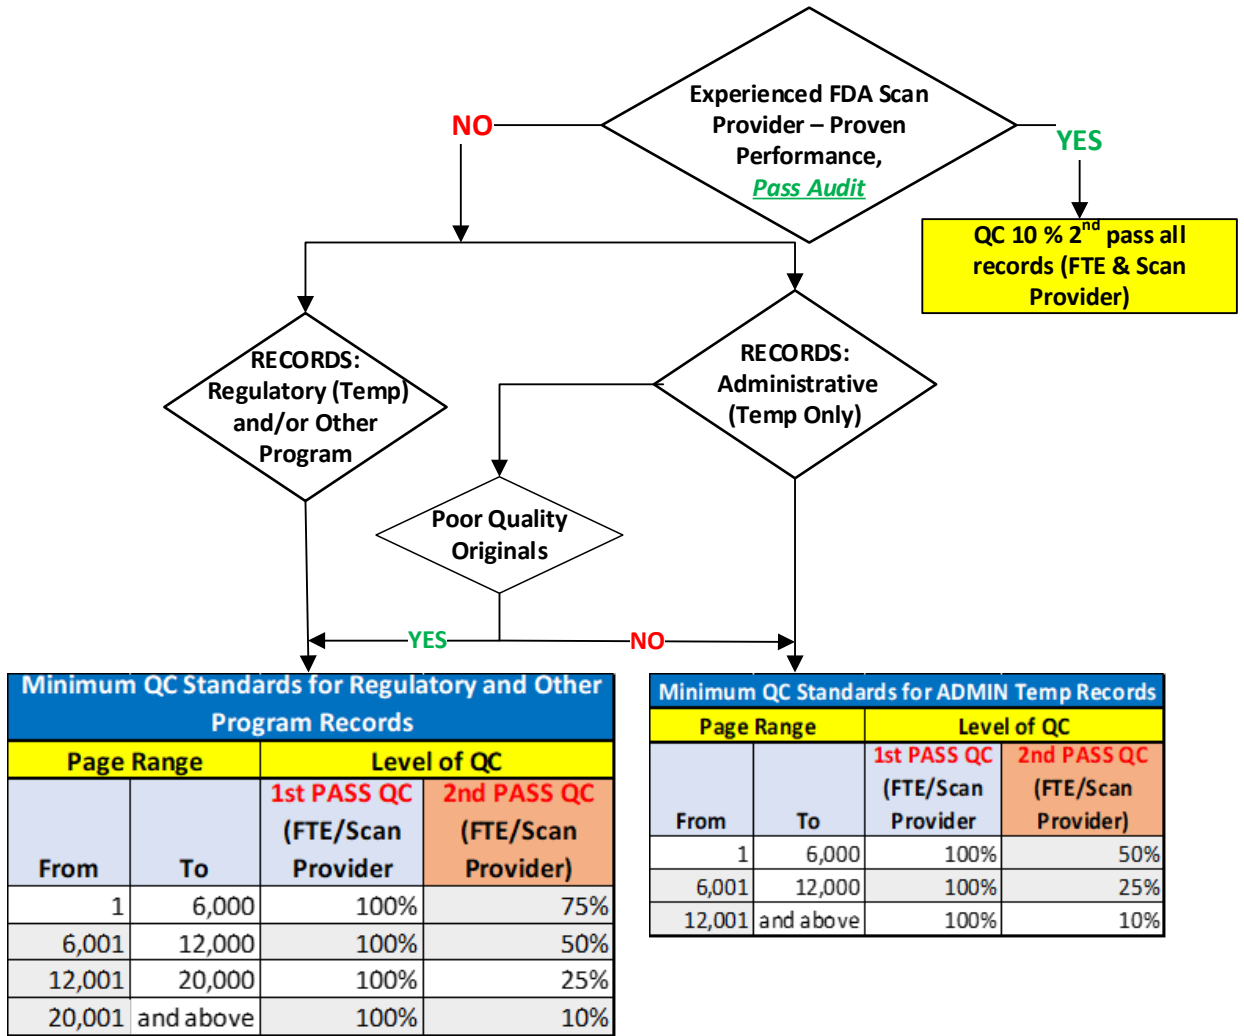 Experienced FDA Scan
Provider – Proven
Performance,
Pass Audit
NO
YES
QC 10 % 2nd pass all
records (FTE & Scan
Provider)
RECORDS:
Regulatory (Temp)
and/or Other
Program
RECORDS:
Administrative
(Temp Only)
Poor Quality
Originals
YES
NO
Minimum QC Standards for Regulatory and Other
Program Records
Page Range Level of QC
1st PASS QC 2nd PASS QC
(FTE/Scan (FTE/Scan
From To Provider Provider)
1 6,000 100% 75%
6,001 12,000 100% 50%
12,001 20,000 100% 25%
20,001 and above 100% 10%
Minimum QC Standards for ADMIN Temp Records
Page Range Level of QC
1st PASS QC 2nd PASS QC
(FTE/Scan (FTE/Scan
From To Provider Provider)
1 6,000 100% 50%
6,001 12,000 100% 25%
12,001 and above 100% 10%